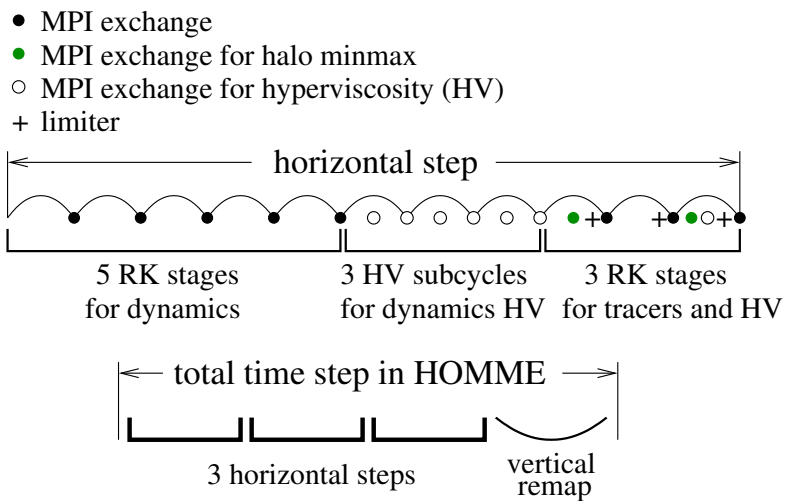 ● MPI exchange
● MPI exchange for halo minmax
○ MPI exchange for hyperviscosity (HV)
+ limiter
horizontal step
5 RK stages
for dynamics
3 HV subcycles
for dynamics HV
3 RK stages
for tracers and HV
total time step in HOMME
3 horizontal steps
vertical
remap